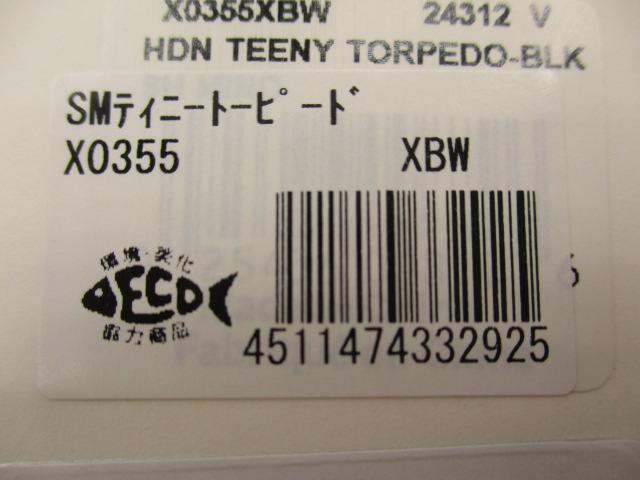 X0355XBW 24312 V
HDN TEENY TORPEDO-BLK
SMティニートーピード
X0355 XBW
環境・美化
ECO
協力商品
4511474332925